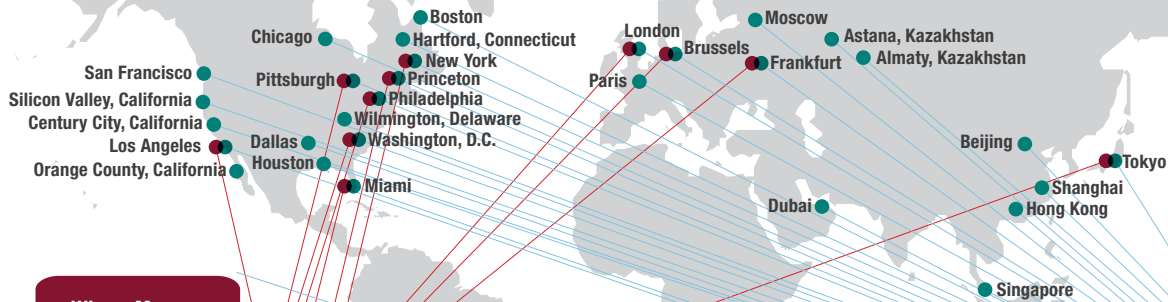 Boston
Moscow
Chicago
Hartford, Connecticut
London
Astana, Kazakhstan
Brussels
New York
Almaty, Kazakhstan
Frankfurt
San Francisco
Pittsburgh
Princeton
Paris
Silicon Valley, California
Philadelphia
Century City, California
Wilmington, Delaware
Los Angeles
Dallas
Washington, D.C.
Beijing
Tokyo
Orange County, California
Houston
Miami
Shanghai
Dubai
Hong Kong
Singapore